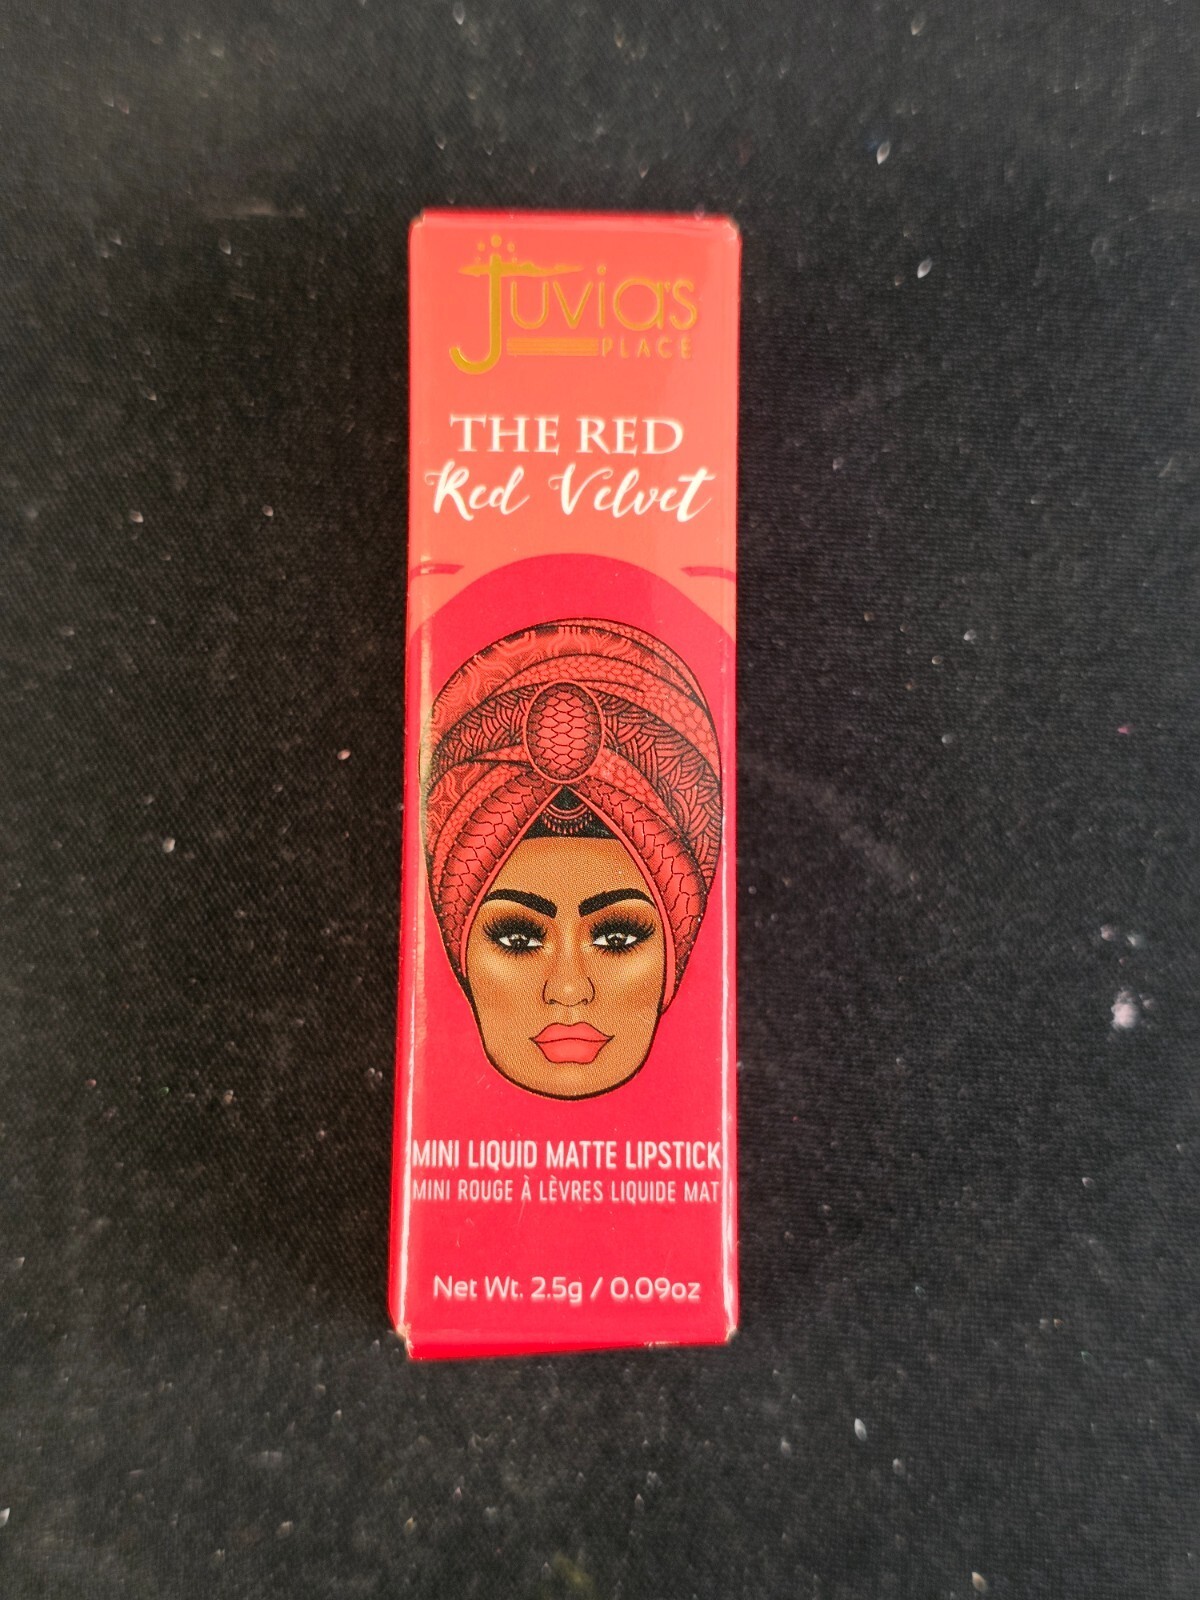 Juvia's
PLACE
THE RED
Red Velvet
MINI LIQUID MATTE LIPSTICK
MINI ROUGE À LÈVRES LIQUIDE MAT
Net Wt. 2.5g / 0.09oz